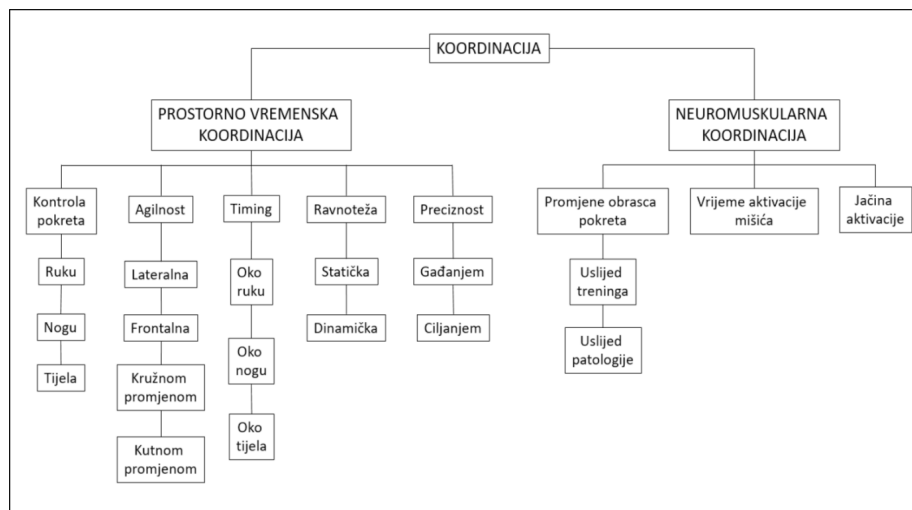 KOORDINACIJA
PROSTORNO VREMENSKA
KOORDINACIJA
NEUROMUSKULARNA
KOORDINACIJA
Kontrola
pokreta
Agilnost
Timing
Ravnoteža
Preciznost
Promjene obrasca
pokreta
Vrijeme aktivacije
mišića
Jačina
aktivacije
Ruku
Lateralna
Oko
ruku
Statička
Gađanjem
Uslijed
treninga
Nogu
Frontalna
Oko
nogu
Dinamička
Ciljanjem
Uslijed
patologije
Tijela
Kružnom
promjenom
Oko
tijela
Kutnom
promjenom